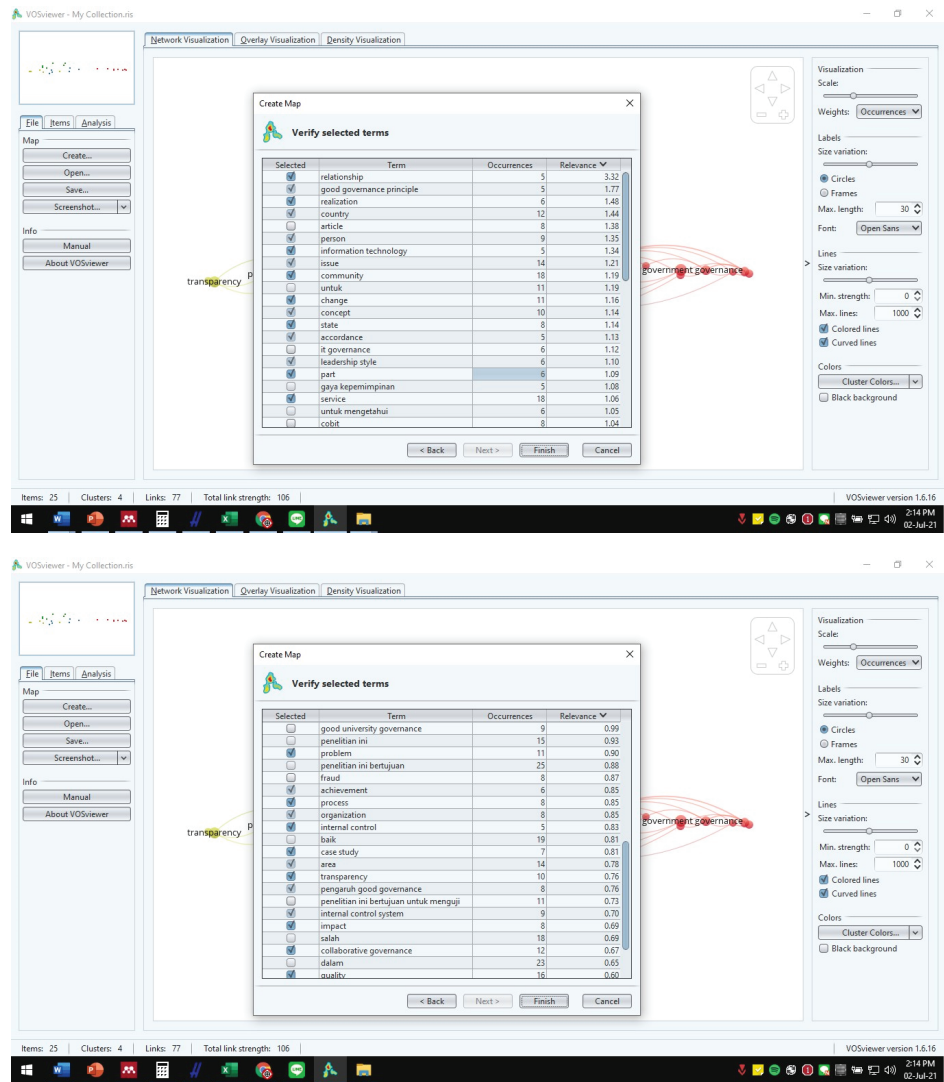 VOSviewer - My Collection.ris
Network Visualization Overlay Visualization Density Visualization
File Items Analysis
Map
Create...
Open...
Save...
Screenshot...
Info
Manual
About VOSviewer
transparency
p
Create Map
Verify selected terms
Selected Term Occurrences Relevance
relationship 5 3.32
good governance principle 5 1.77
realization 6 1.48
country 12 1.44
article 8 1.38
person 9 1.35
information technology 5 1.34
issue 14 1.21
community 18 1.19
untuk 11 1.19
change 11 1.16
concept 10 1.14
state 8 1.14
accordance 5 1.13
it governance 6 1.12
leadership style 6 1.10
part 6 1.09
gaya kepemimpinan 5 1.08
service 18 1.06
untuk mengetahui 6 1.05
cobit 8 1.04
< Back Next > Finish Cancel
government governance
>
Visualization
Scale:
Weights: Occurrences
Labels
Size variation:
Circles
Frames
Max. length: 30
Font: Open Sans
Lines
Size variation:
Min. strength: 0
Max. lines: 1000
Colored lines
Curved lines
Colors
Cluster Colors...
Black background
Items: 25 Clusters: 4 Links: 77 Total link strength: 106 VOSviewer version 1.6.16
2:14 PM
02-Jul-21
VOSviewer - My Collection.ris
Network Visualization Overlay Visualization Density Visualization
File Items Analysis
Map
Create...
Open...
Save...
Screenshot...
Info
Manual
About VOSviewer
transparency
p
Create Map
Verify selected terms
Selected Term Occurrences Relevance
good university governance 9 0.99
penelitian ini 15 0.93
problem 11 0.90
penelitian ini bertujuan 25 0.88
fraud 8 0.87
achievement 6 0.85
process 8 0.85
organization 8 0.85
internal control 5 0.83
baik 19 0.81
case study 7 0.81
area 14 0.78
transparency 10 0.76
pengaruh good governance 8 0.76
penelitian ini bertujuan untuk menguji 11 0.73
internal control system 9 0.70
impact 8 0.69
salah 18 0.69
collaborative governance 12 0.67
dalam 23 0.65
quality 16 0.60
< Back Next > Finish Cancel
government governance
>
Visualization
Scale:
Weights: Occurrences
Labels
Size variation:
Circles
Frames
Max. length: 30
Font: Open Sans
Lines
Size variation:
Min. strength: 0
Max. lines: 1000
Colored lines
Curved lines
Colors
Cluster Colors...
Black background
Items: 25 Clusters: 4 Links: 77 Total link strength: 106 VOSviewer version 1.6.16
2:14 PM
02-Jul-21